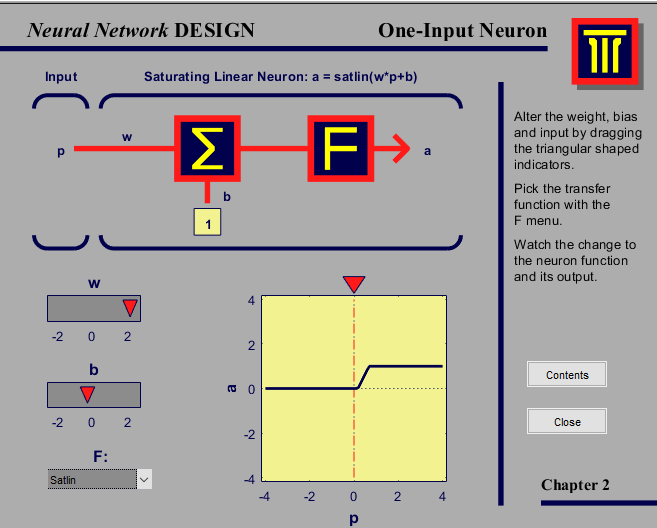 Neural Network DESIGN
One-Input Neuron
Input
Saturating Linear Neuron: a = satlin(w*p+b)
p
w
Σ
F
a
b
1
Alter the weight, bias
and input by dragging
the triangular shaped
indicators.
Pick the transfer
function with the
F menu.
Watch the change to
the neuron function
and its output.
w
-2 0 2
b
-2 0 2
F:
Satlin
4
2
0
-2
-4
a
-4 -2 0 2 4
p
Contents
Close
Chapter 2